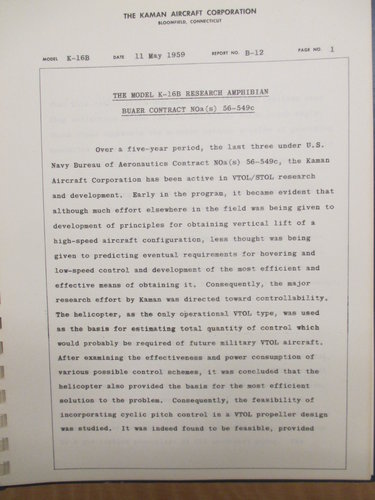 THE KAMAN AIRCRAFT CORPORATION
BLOOMFIELD, CONNECTICUT
MODEL K-16B DATE 11 May 1959 REPORT NO. B-12 PAGE NO. 1
THE MODEL K-16B RESEARCH AMPHIBIAN
BUAER CONTRACT NOa(s) 56-549c
Over a five-year period, the last three under U.S.
Navy Bureau of Aeronautics Contract NOa(s) 56-549c, the Kaman
Aircraft Corporation has been active in VTOL/STOL research
and development. Early in the program, it became evident that
although much effort elsewhere in the field was being given to
development of principles for obtaining vertical lift of a
high-speed aircraft configuration, less thought was being
given to predicting eventual requirements for hovering and
low-speed control and development of the most efficient and
effective means of obtaining it. Consequently, the major
research effort by Kaman was directed toward controllability.
The helicopter, as the only operational VTOL type, was used
as the basis for estimating total quantity of control which
would probably be required of future military VTOL aircraft.
After examining the effectiveness and power consumption of
various possible control schemes, it was concluded that the
helicopter also provided the basis for the most efficient
solution to the problem. Consequently, the feasibility of
incorporating cyclic pitch control in a VTOL propeller design
was studied. It was indeed found to be feasible, provided